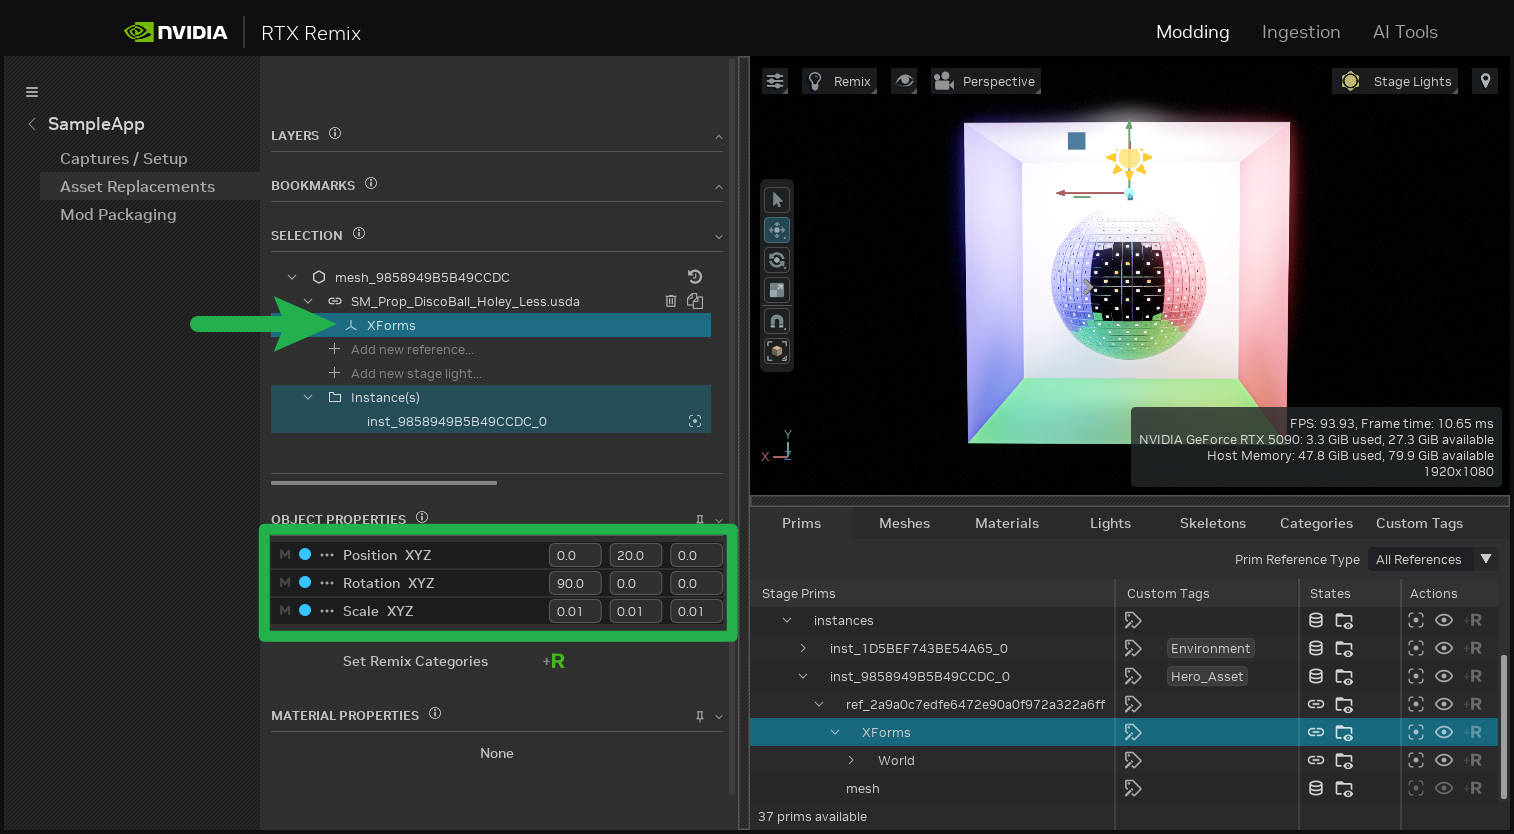 NVIDIA
RTX Remix
Modding
Ingestion
AI Tools
SampleApp
Captures / Setup
Asset Replacements
Mod Packaging
LAYERS
BOOKMARKS
SELECTION
mesh_9858949B5B49CCDC
SM_Prop_DiscoBall_Holey_Less.usda
XForms
Add new reference...
Add new stage light...
Instance(s)
inst_9858949B5B49CCDC_0
OBJECT PROPERTIES
M Position XYZ 0.0 20.0 0.0
M Rotation XYZ 90.0 0.0 0.0
M Scale XYZ 0.01 0.01 0.01
Set Remix Categories +R
MATERIAL PROPERTIES
None
Remix
Perspective
Stage Lights
Y
X Z
FPS: 93.93, Frame time: 10.65 ms
NVIDIA GeForce RTX 5090: 3.3 GiB used, 27.3 GiB available
Host Memory: 47.8 GiB used, 79.9 GiB available
1920x1080
Prims Meshes Materials Lights Skeletons Categories Custom Tags
Prim Reference Type All References
Stage Prims Custom Tags States Actions
instances +R
inst_1D5BEF743BE54A65_0 Environment +R
inst_9858949B5B49CCDC_0 Hero_Asset +R
ref_2a9a0c7edfe6472e90a0f972a322a6ff +R
XForms +R
World +R
mesh +R
37 prims available